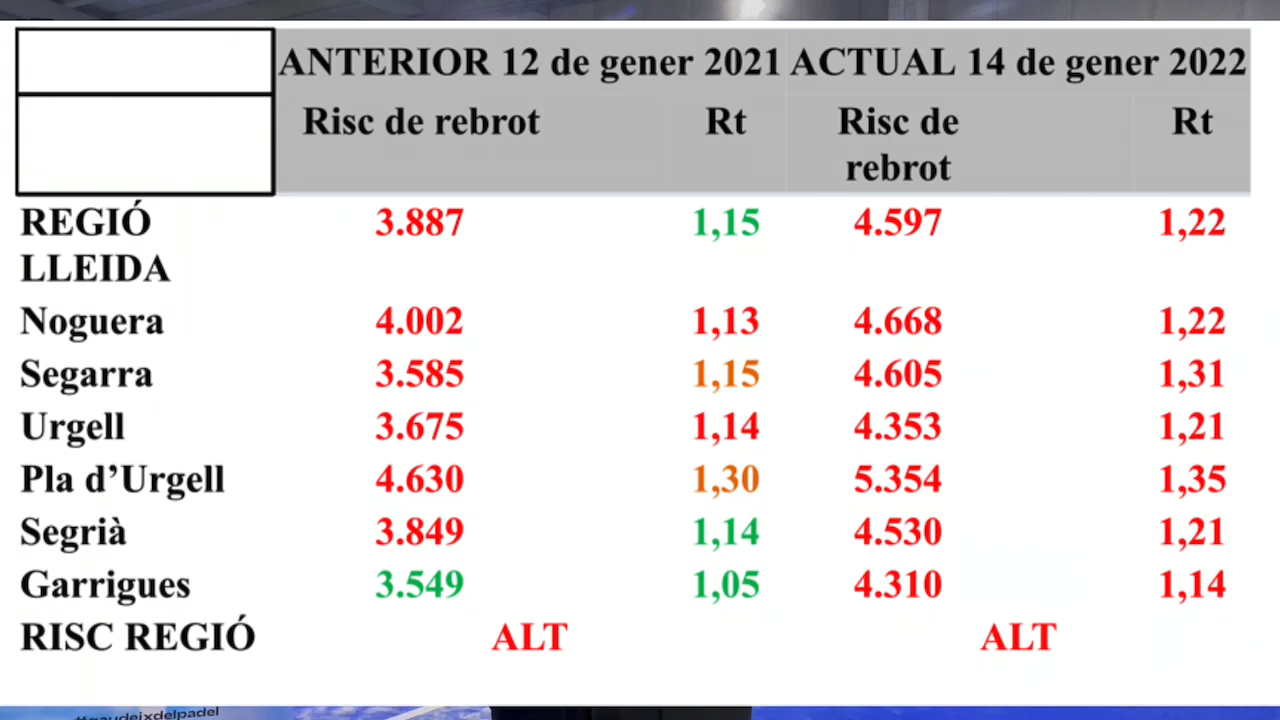 ANTERIOR 12 de gener 2021 ACTUAL 14 de gener 2022
Risc de rebrot Rt Risc de rebrot Rt
REGIÓ LLEIDA 3.887 1,15 4.597 1,22
Noguera 4.002 1,13 4.668 1,22
Segarra 3.585 1,15 4.605 1,31
Urgell 3.675 1,14 4.353 1,21
Pla d’Urgell 4.630 1,30 5.354 1,35
Segrià 3.849 1,14 4.530 1,21
Garrigues 3.549 1,05 4.310 1,14
RISC REGIÓ ALT ALT
#gaudeixdelpadel